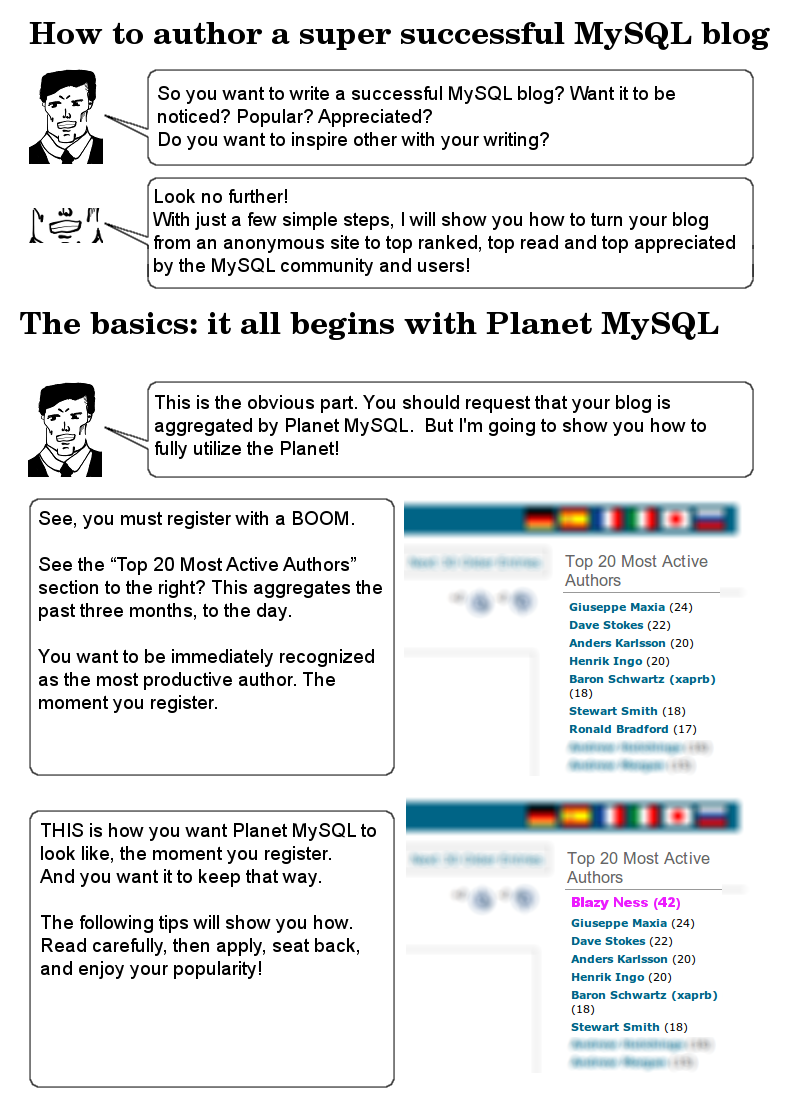 How to author a super successful MySQL blog
So you want to write a successful MySQL blog? Want it to be
noticed? Popular? Appreciated?
Do you want to inspire other with your writing?
Look no further!
With just a few simple steps, I will show you how to turn your blog
from an anonymous site to top ranked, top read and top appreciated
by the MySQL community and users!
The basics: it all begins with Planet MySQL
This is the obvious part. You should request that your blog is
aggregated by Planet MySQL.  But I'm going to show you how to
fully utilize the Planet!
See, you must register with a BOOM.
See the “Top 20 Most Active Authors”
section to the right? This aggregates the
past three months, to the day.
You want to be immediately recognized
as the most productive author. The
moment you register.
Top 20 Most Active
Authors
Giuseppe Maxia (24)
Dave Stokes (22)
Anders Karlsson (20)
Henrik Ingo (20)
Baron Schwartz (xaprb)
(18)
Stewart Smith (18)
Ronald Bradford (17)
THIS is how you want Planet MySQL to
look like, the moment you register.
And you want it to keep that way.
The following tips will show you how.
Read carefully, then apply, seat back,
and enjoy your popularity!
Top 20 Most Active
Authors
Blazy Ness (42)
Giuseppe Maxia (24)
Dave Stokes (22)
Anders Karlsson (20)
Henrik Ingo (20)
Baron Schwartz (xaprb)
(18)
Stewart Smith (18)